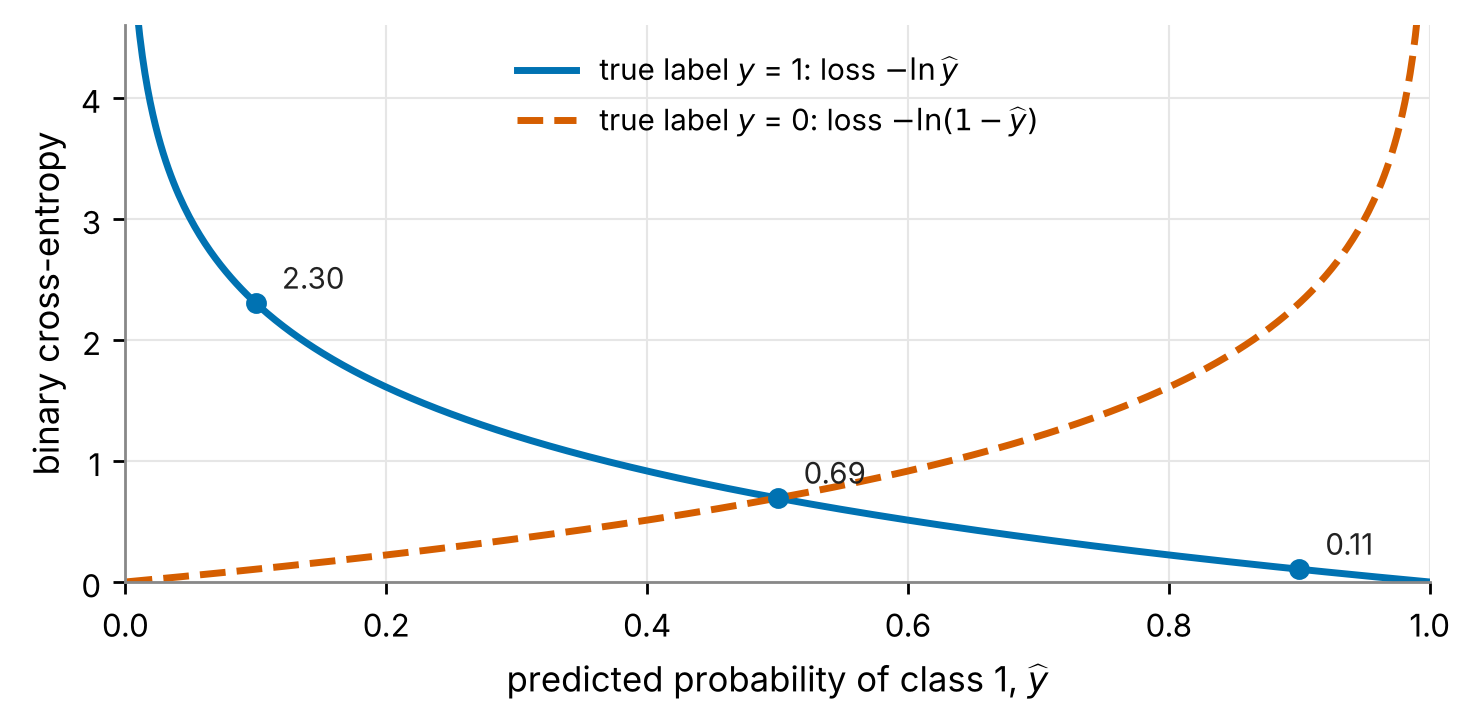 true label y = 1: loss −ln ŷ
true label y = 0: loss −ln(1 − ŷ)
binary cross-entropy
4
3
2
1
0
2.30
0.69
0.11
0.0 0.2 0.4 0.6 0.8 1.0
predicted probability of class 1, ŷ